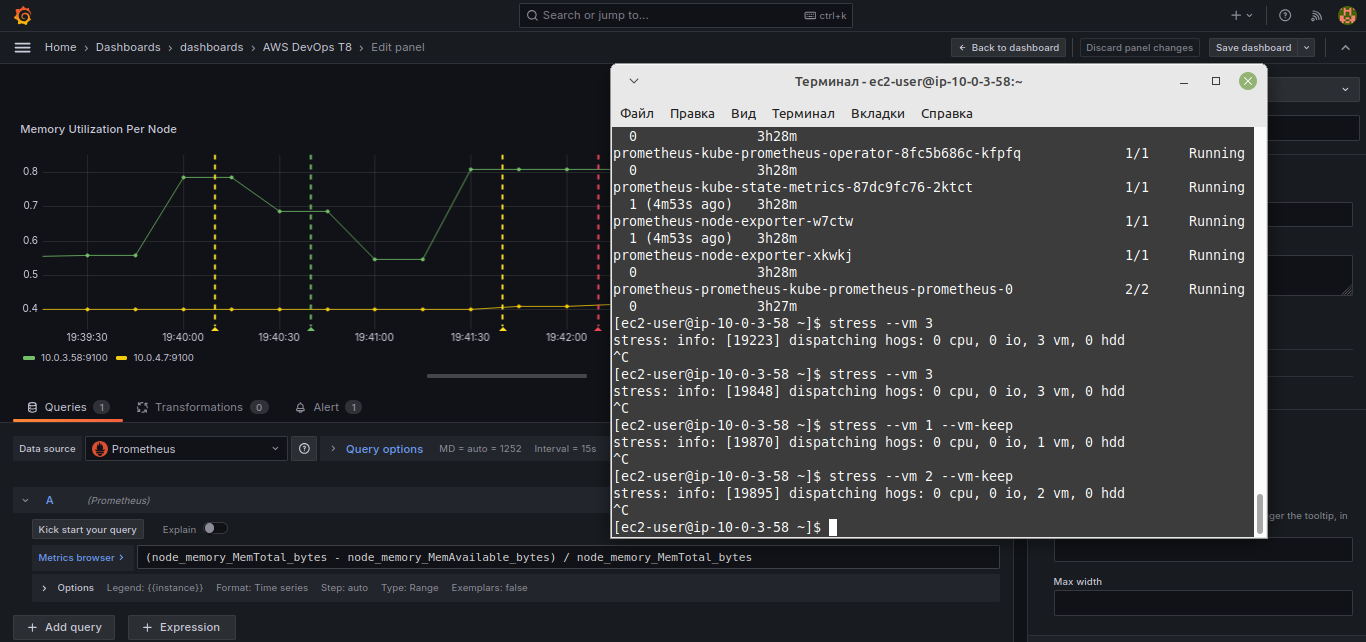 Search or jump to...
ctrl+k
Home › Dashboards › dashboards › AWS DevOps T8 › Edit panel
Back to dashboard
Discard panel changes
Save dashboard
Memory Utilization Per Node
0.8
0.7
0.6
0.5
0.4
19:39:30 19:40:00 19:40:30 19:41:00 19:41:30 19:42:00
10.0.3.58:9100 10.0.4.7:9100
Queries 1
Transformations 0
Alert 1
Data source
Prometheus
Query options
MD = auto = 1252
Interval = 15s
A (Prometheus)
Kick start your query
Explain
Metrics browser >
(node_memory_MemTotal_bytes - node_memory_MemAvailable_bytes) / node_memory_MemTotal_bytes
Options
Legend: {{instance}}
Format: Time series
Step: auto
Type: Range
Exemplars: false
+ Add query
+ Expression
Терминал - ec2-user@ip-10-0-3-58:~
Файл Правка Вид Терминал Вкладки Справка
0 3h28m
prometheus-kube-prometheus-operator-8fc5b686c-kfpfq 1/1 Running
0 3h28m
prometheus-kube-state-metrics-87dc9fc76-2ktct 1/1 Running
1 (4m53s ago) 3h28m
prometheus-node-exporter-w7ctw 1/1 Running
1 (4m53s ago) 3h28m
prometheus-node-exporter-xkwkj 1/1 Running
0 3h28m
prometheus-prometheus-kube-prometheus-prometheus-0 2/2 Running
0 3h27m
[ec2-user@ip-10-0-3-58 ~]$ stress --vm 3
stress: info: [19223] dispatching hogs: 0 cpu, 0 io, 3 vm, 0 hdd
^C
[ec2-user@ip-10-0-3-58 ~]$ stress --vm 3
stress: info: [19848] dispatching hogs: 0 cpu, 0 io, 3 vm, 0 hdd
^C
[ec2-user@ip-10-0-3-58 ~]$ stress --vm 1 --vm-keep
stress: info: [19870] dispatching hogs: 0 cpu, 0 io, 1 vm, 0 hdd
^C
[ec2-user@ip-10-0-3-58 ~]$ stress --vm 2 --vm-keep
stress: info: [19895] dispatching hogs: 0 cpu, 0 io, 2 vm, 0 hdd
^C
[ec2-user@ip-10-0-3-58 ~]$
ger the tooltip, in
Max width